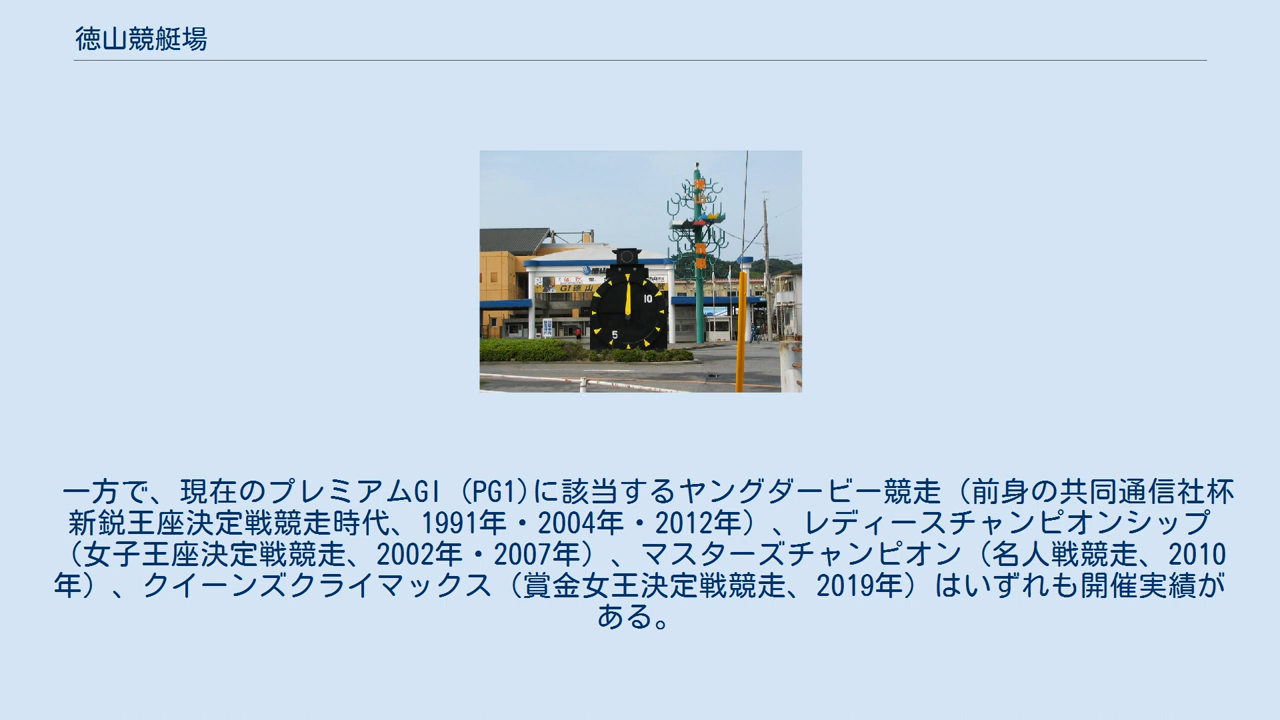 徳山競艇場
徳山
GI徳山
10
5
一方で、現在のプレミアムGI (PG1)に該当するヤングダービー競走（前身の共同通信社杯
新鋭王座決定戦競走時代、1991年・2004年・2012年）、レディースチャンピオンシップ
（女子王座決定戦競走、2002年・2007年）、マスターズチャンピオン（名人戦競走、2010
年）、クイーンズクライマックス（賞金女王決定戦競走、2019年）はいずれも開催実績が
ある。